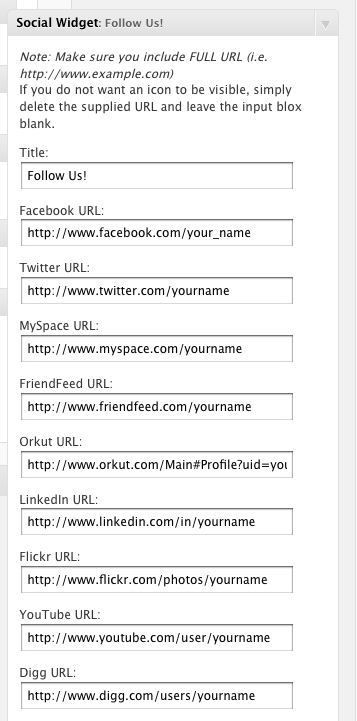 Social Widget: Follow Us!
Note: Make sure you include FULL URL (i.e.
http://www.example.com)
If you do not want an icon to be visible, simply
delete the supplied URL and leave the input blox
blank.
Title:
Follow Us!
Facebook URL:
http://www.facebook.com/your_name
Twitter URL:
http://www.twitter.com/yourname
MySpace URL:
http://www.myspace.com/yourname
FriendFeed URL:
http://www.friendfeed.com/yourname
Orkut URL:
http://www.orkut.com/Main#Profile?uid=you
LinkedIn URL:
http://www.linkedin.com/in/yourname
Flickr URL:
http://www.flickr.com/photos/yourname
YouTube URL:
http://www.youtube.com/user/yourname
Digg URL:
http://www.digg.com/users/yourname